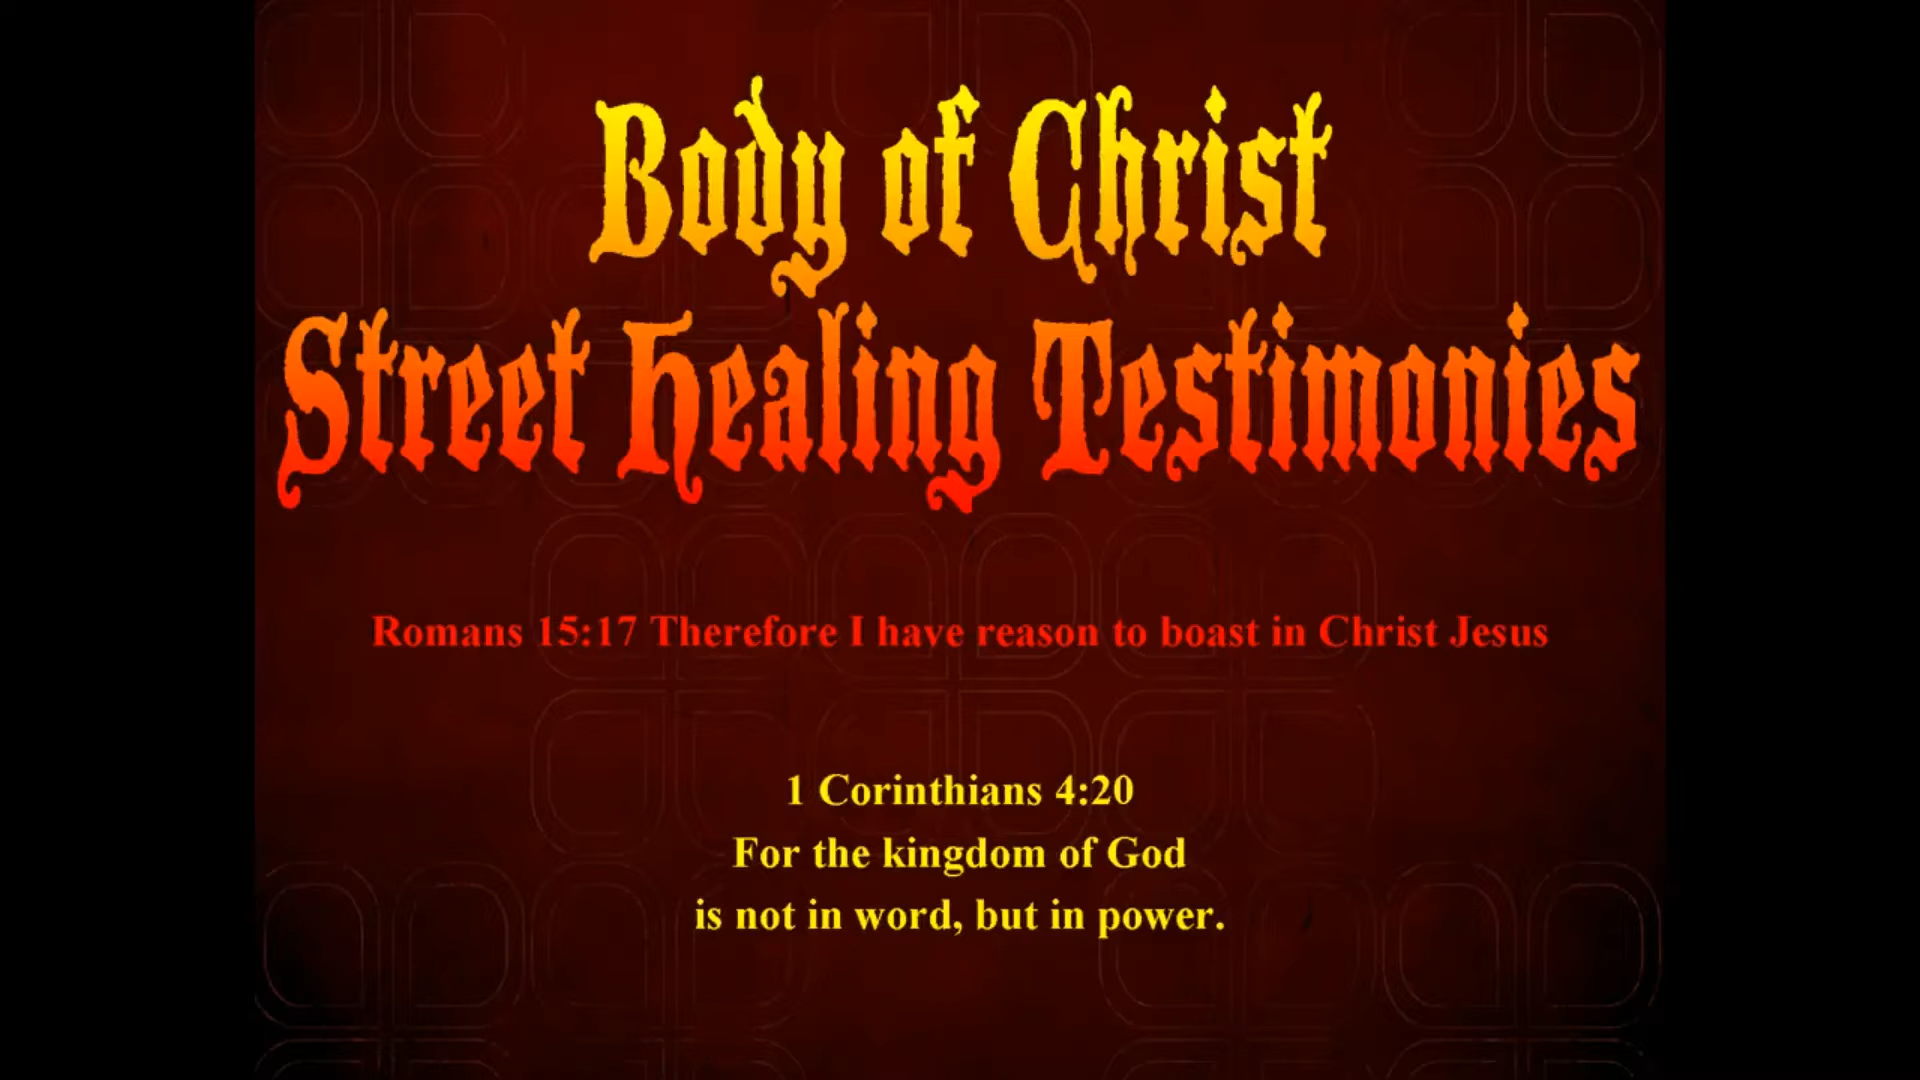 Body of Christ
Street Healing Testimonies
Romans 15:17 Therefore I have reason to boast in Christ Jesus
1 Corinthians 4:20
For the kingdom of God
is not in word, but in power.